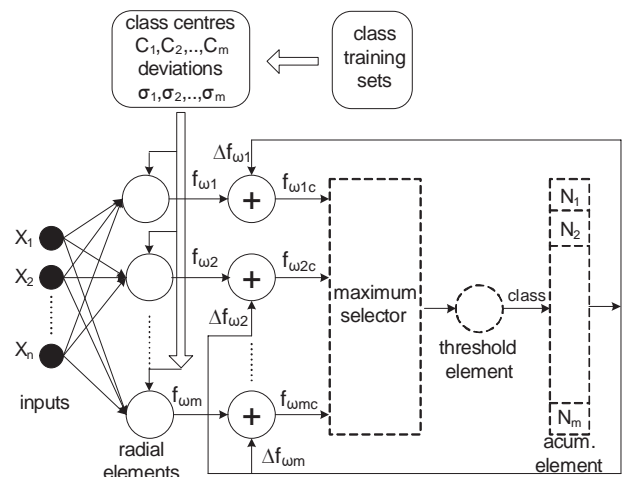 class centres
C₁,C₂,..,Cₘ
deviations
σ₁,σ₂,..,σₘ
class
training
sets
Δfω1
fω1
+
fω1c
N₁
N₂
X₁
X₂
Xₙ
inputs
fω2
+
fω2c
Δfω2
maximum
selector
class
threshold
element
fωm
+
fωmc
Δfωm
radial
elements
Nₘ
acum.
element